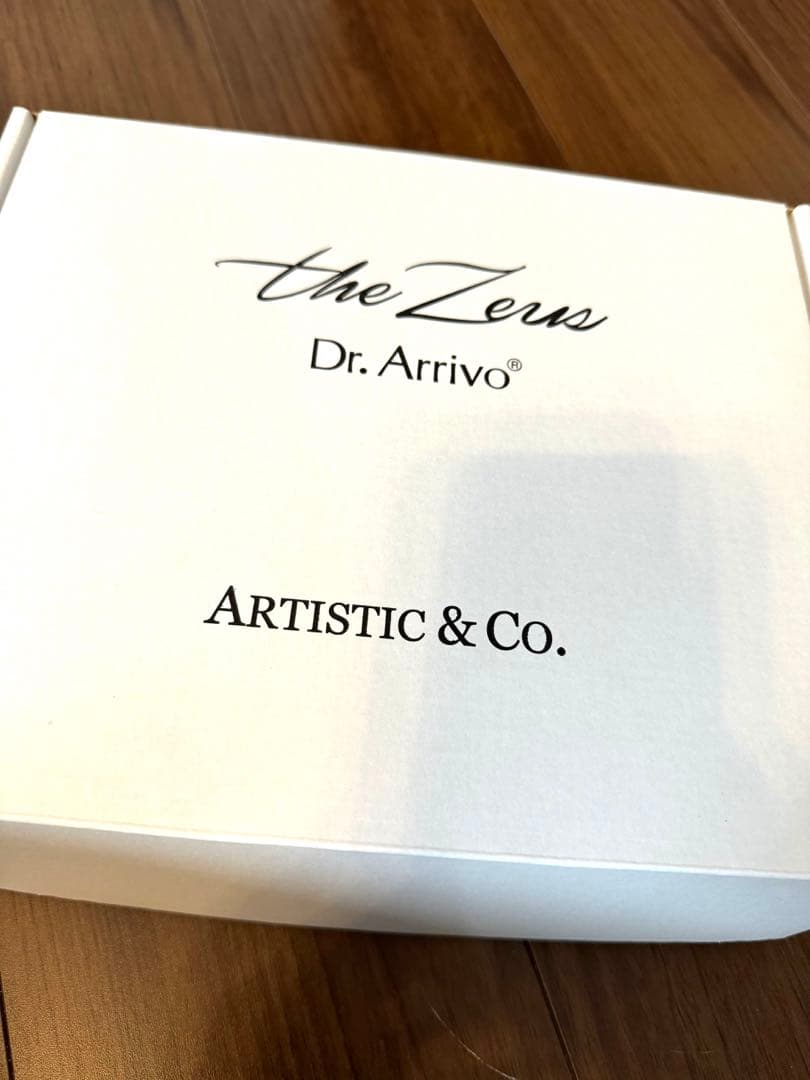 the Zeus
Dr. Arrivo®
ARTISTIC & CO.